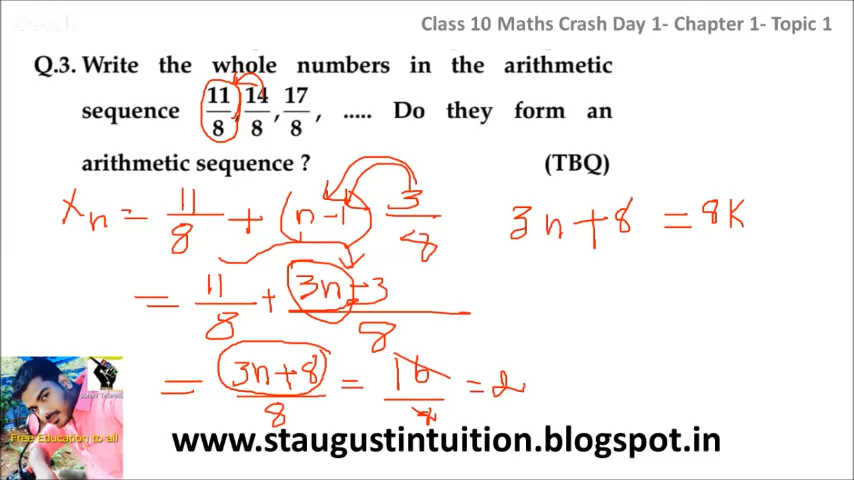 Class 10 Maths Crash Day 1- Chapter 1- Topic 1
Q.3. Write the whole numbers in the arithmetic
sequence 11/8, 14/8, 17/8, ..... Do they form an
arithmetic sequence ? (TBQ)
Xn = 11/8 + (n-1) 3/8
3n+8 = 8K
= 11/8 + 3n-3/8
= 3n+8/8 = 16/8 = 2
SUNNY THOMAS
Free Education to all
www.staugustintuition.blogspot.in